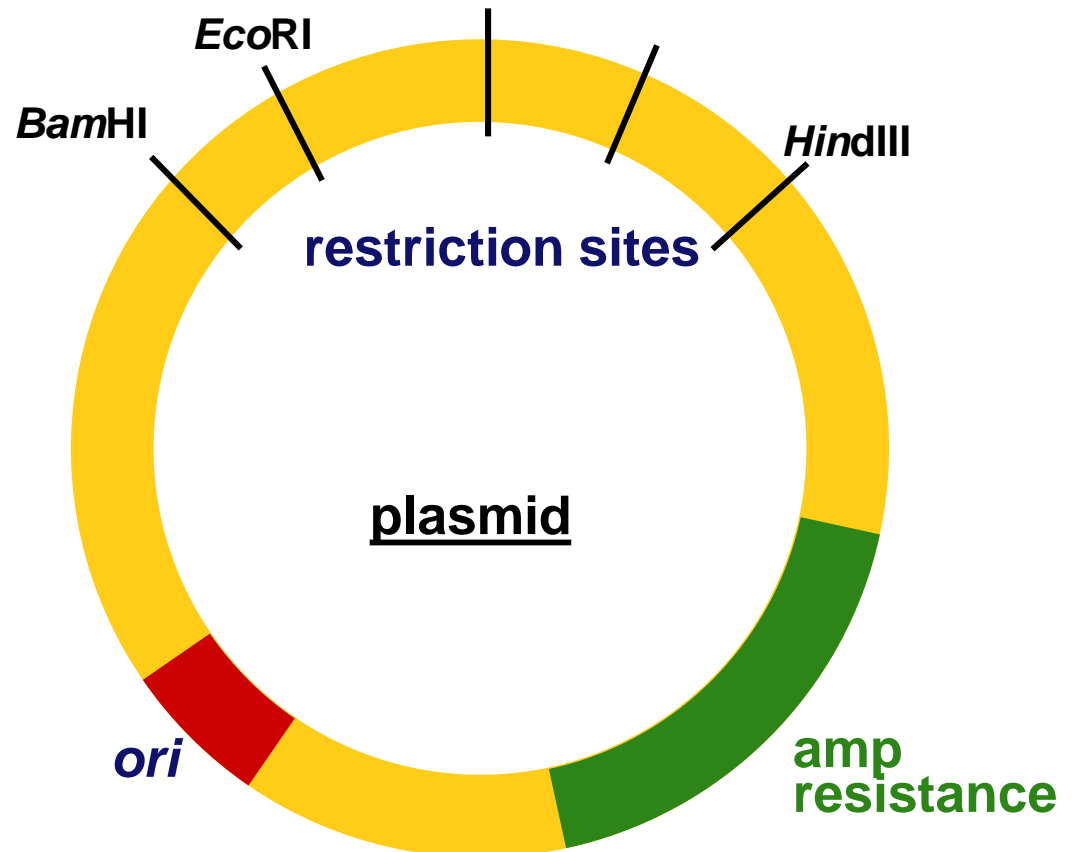 EcoRI
BamHI
HindIII
restriction sites
plasmid
ori
amp
resistance